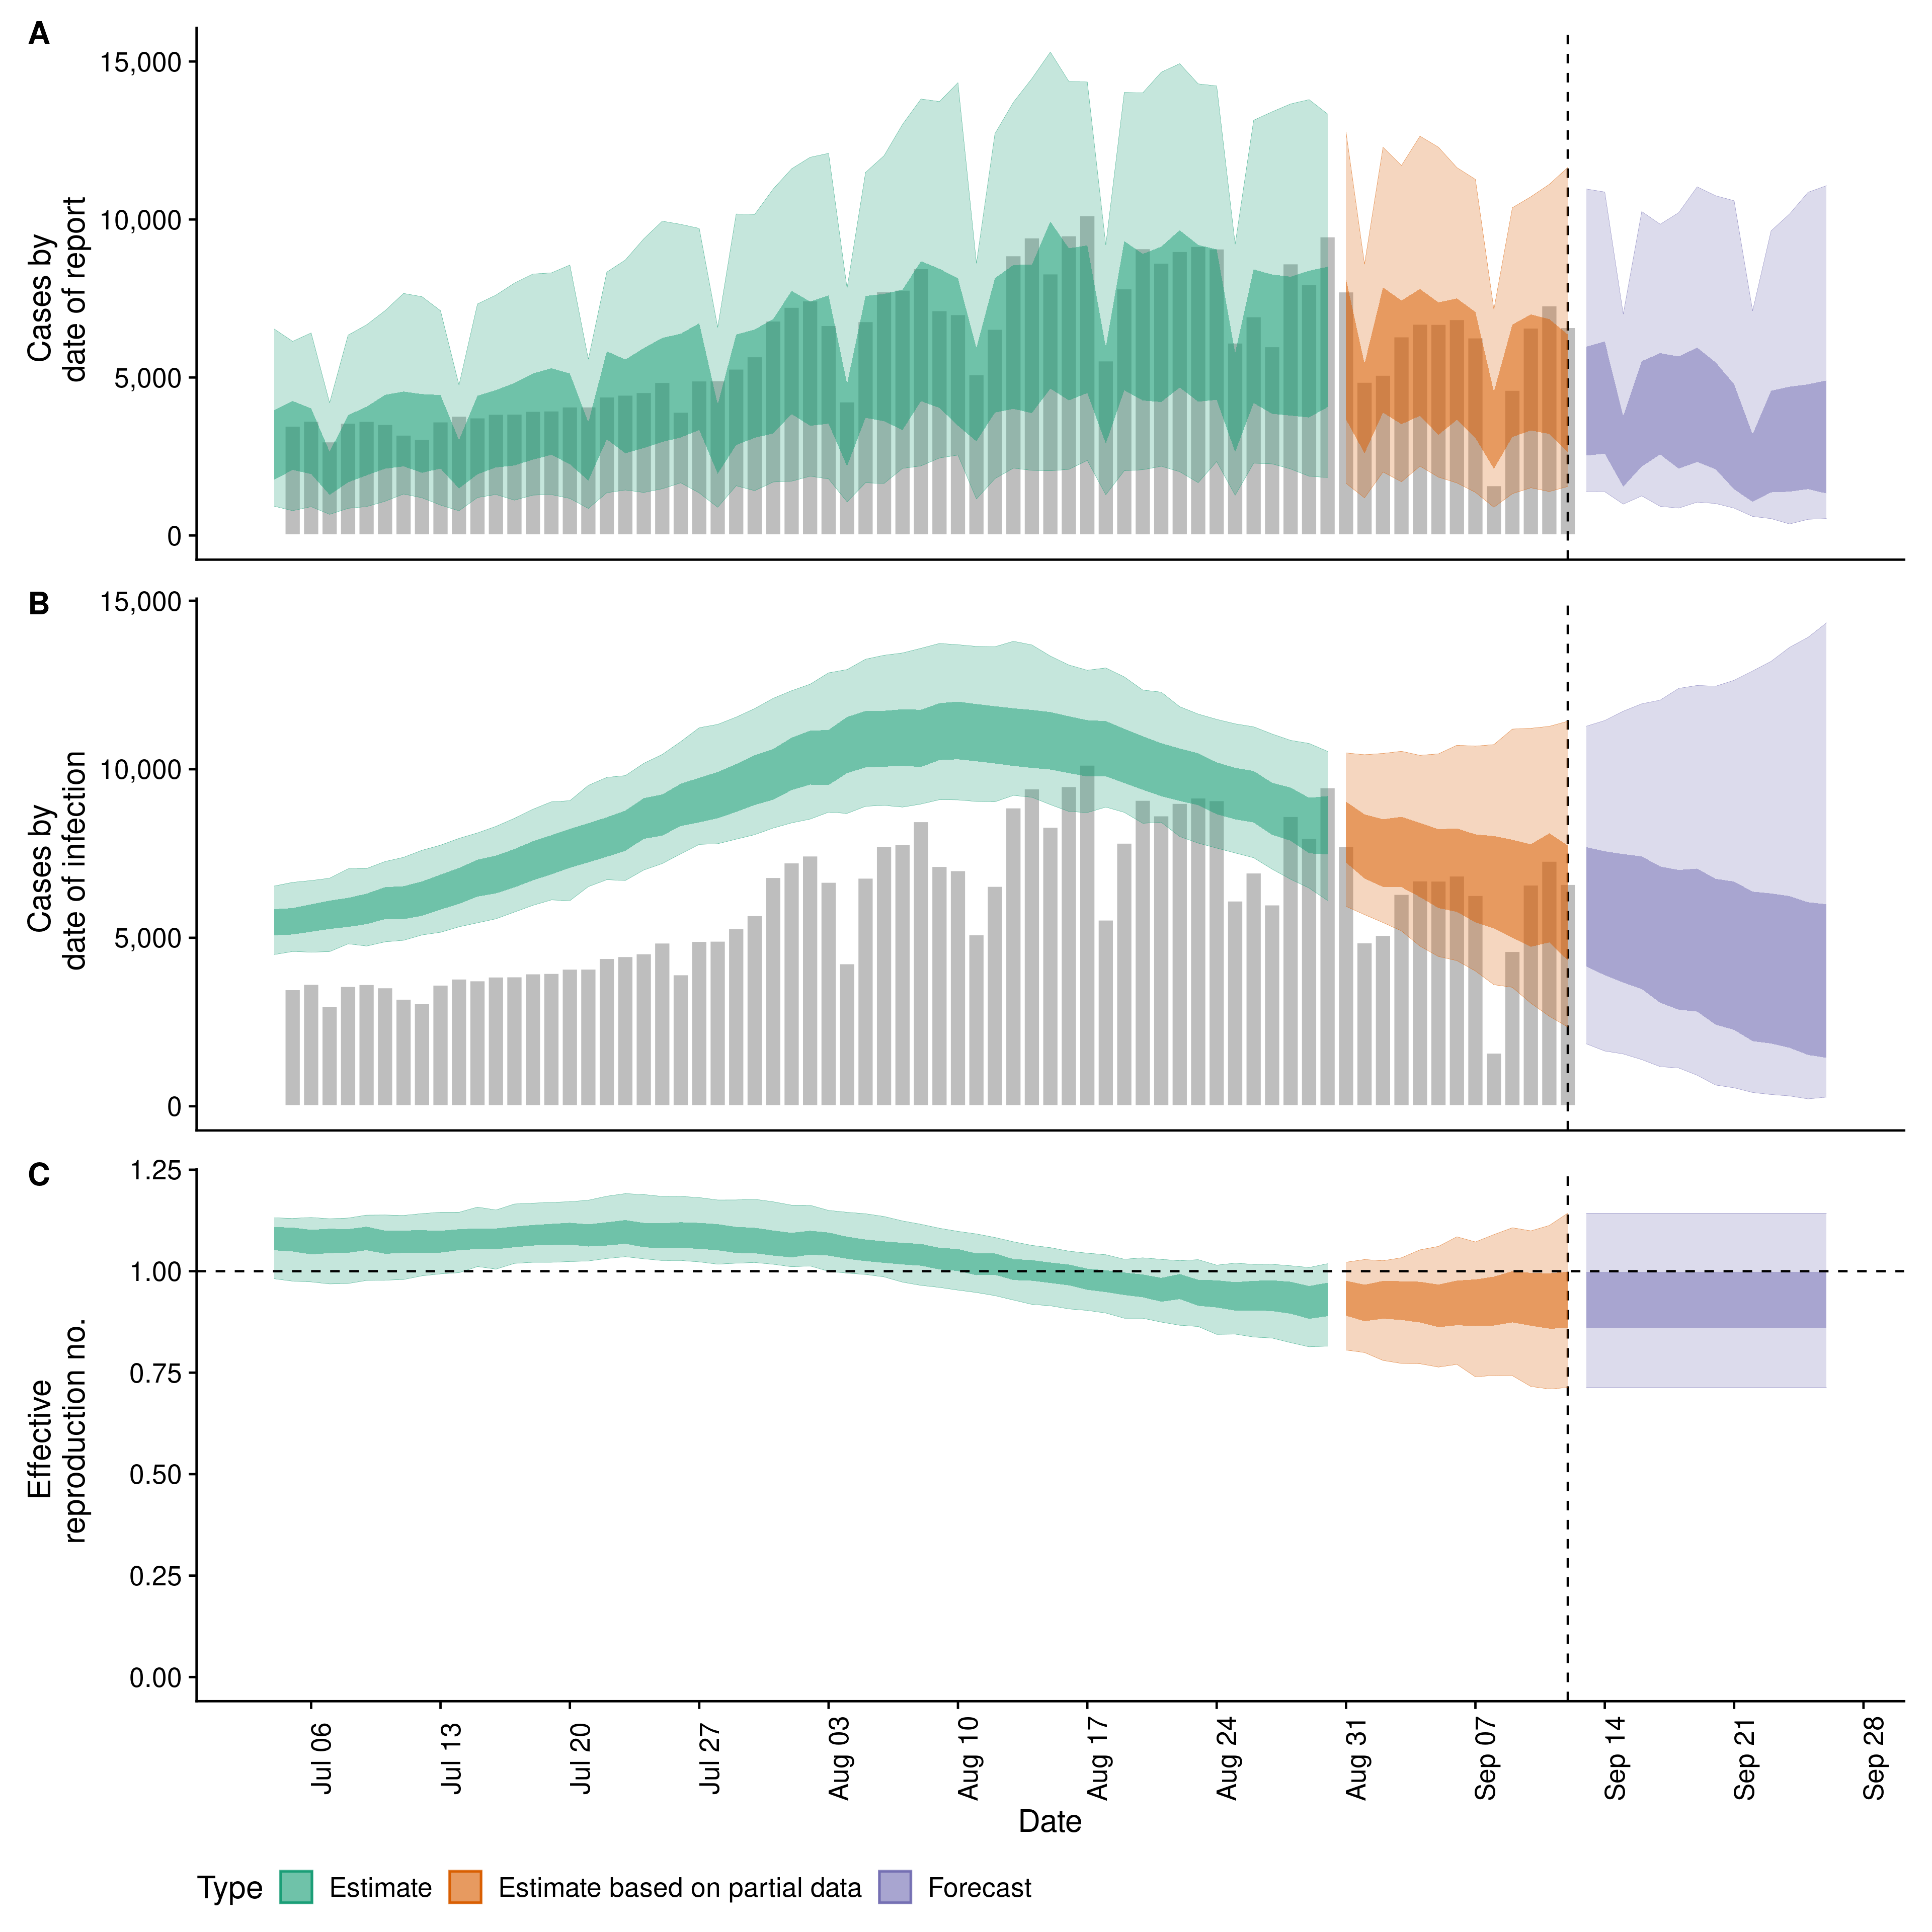 A
15,000
10,000
5,000
0
Cases by
date of report
B
15,000
10,000
5,000
0
Cases by
date of infection
C
1.25
1.00
0.75
0.50
0.25
0.00
Effective
reproduction no.
Jul 06
Jul 13
Jul 20
Jul 27
Aug 03
Aug 10
Aug 17
Aug 24
Aug 31
Sep 07
Sep 14
Sep 21
Sep 28
Date
Type
Estimate
Estimate based on partial data
Forecast